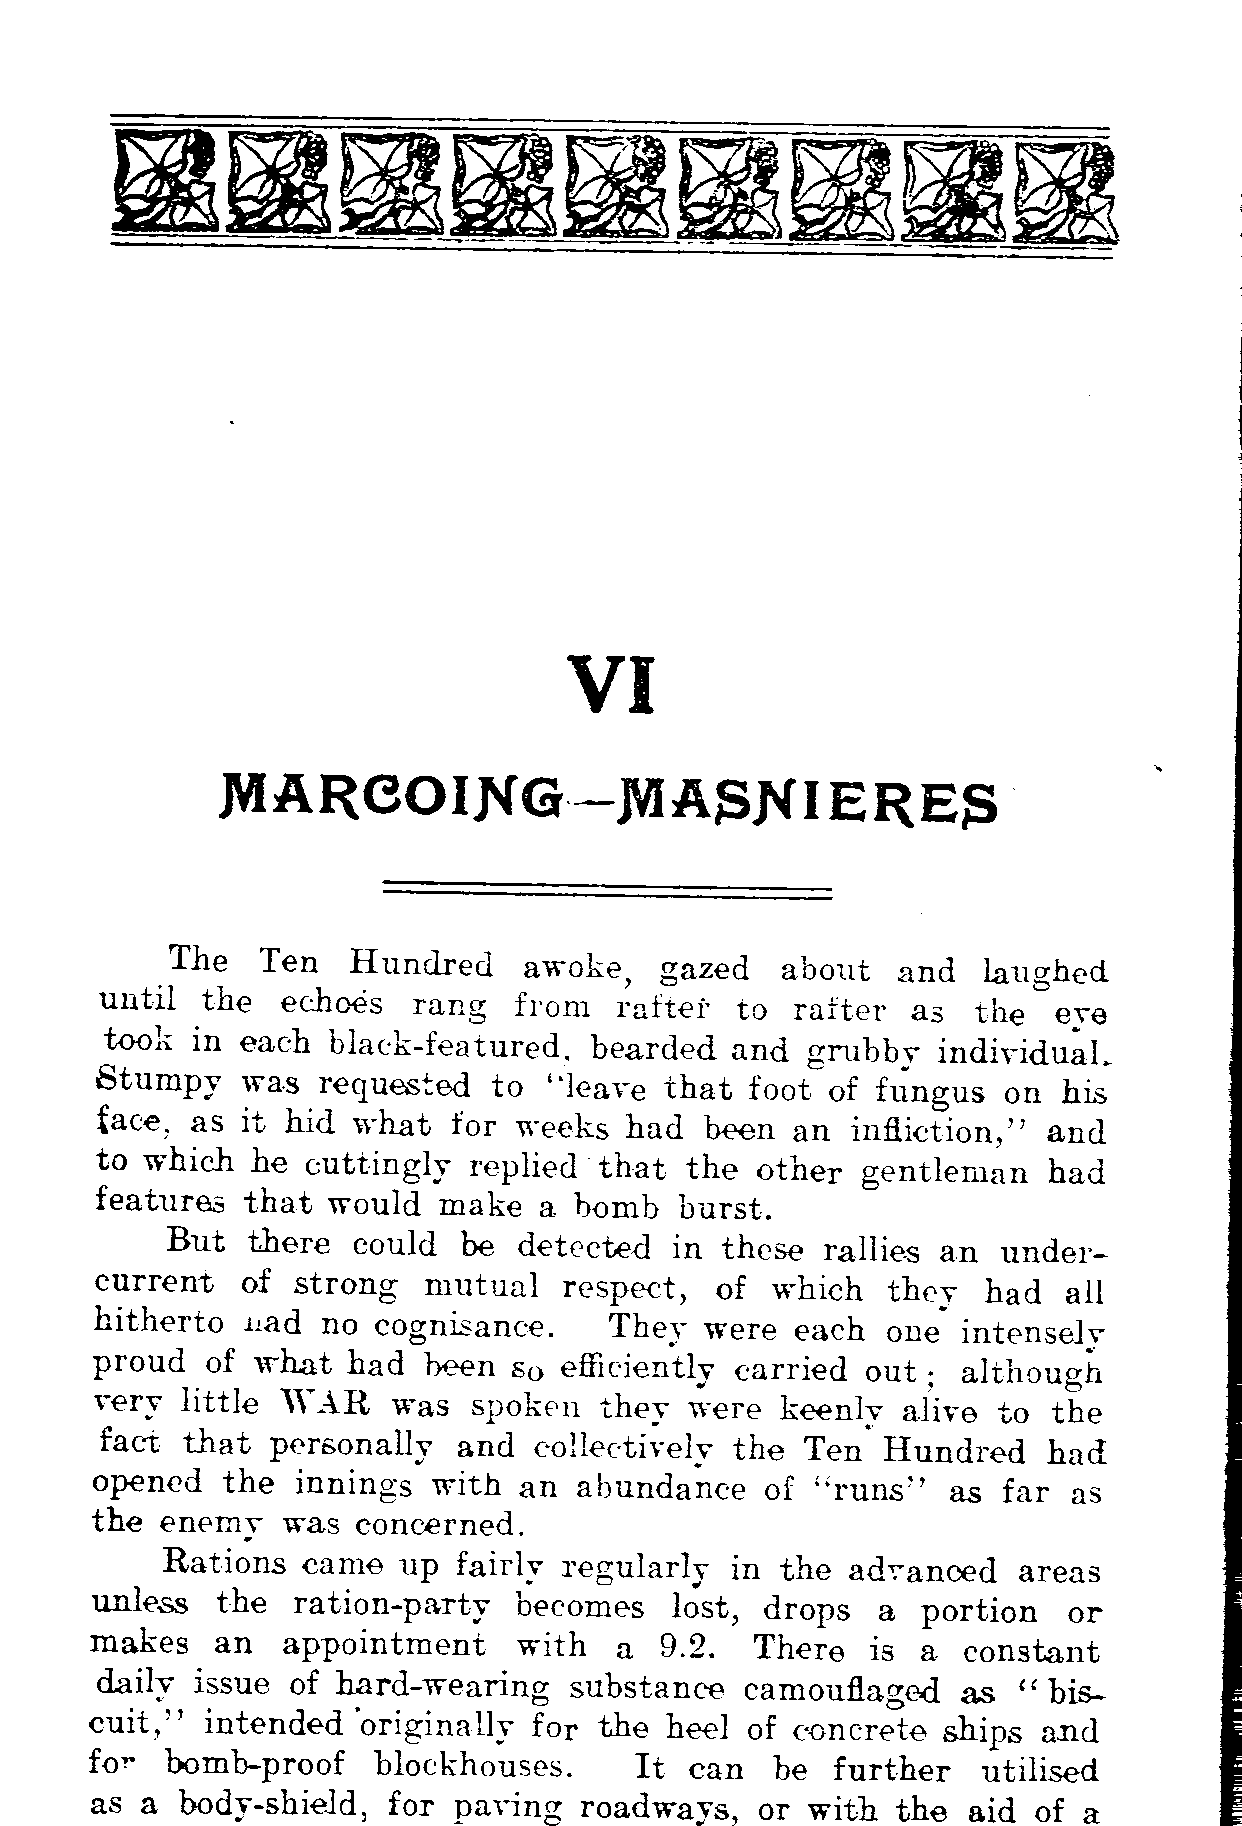 VI
MARCOING—MASNIERES
The Ten Hundred awoke, gazed about and laughed
until the echoes rang from rafter to rafter as the eye
took in each black-featured, bearded and grubby individual.
Stumpy was requested to "leave that foot of fungus on his
face, as it hid what for weeks had been an infliction," and
to which he cuttingly replied that the other gentleman had
features that would make a bomb burst.
But there could be detected in these rallies an under-
current of strong mutual respect, of which they had all
hitherto had no cognisance. They were each one intensely
proud of what had been so efficiently carried out; although
very little WAR was spoken they were keenly alive to the
fact that personally and collectively the Ten Hundred had
opened the innings with an abundance of "runs" as far as
the enemy was concerned.
Rations came up fairly regularly in the advanced areas
unless the ration-party becomes lost, drops a portion or
makes an appointment with a 9.2. There is a constant
daily issue of hard-wearing substance camouflaged as "bis-
cuit," intended originally for the heel of concrete ships and
for bomb-proof blockhouses. It can be further utilised
as a body-shield, for paving roadways, or with the aid of a